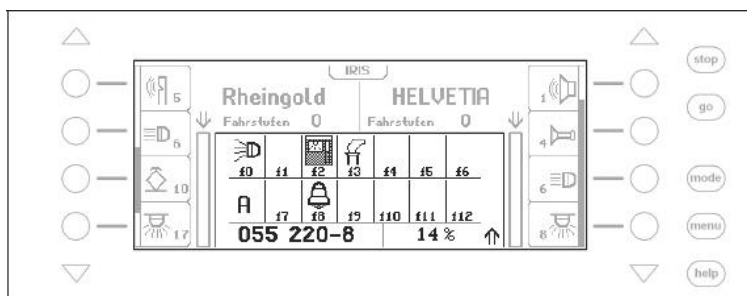 IRIS
Rheingold
HELVETIA
Fahrstufen 0
Fahrstufen 0
5
6
10
17
1
4
6
8
f0 f1 f2 f3 f4 f5 f6
A f7 f8 f9 f10 f11 f12
055 220-8 14 %
stop
go
mode
menu
help